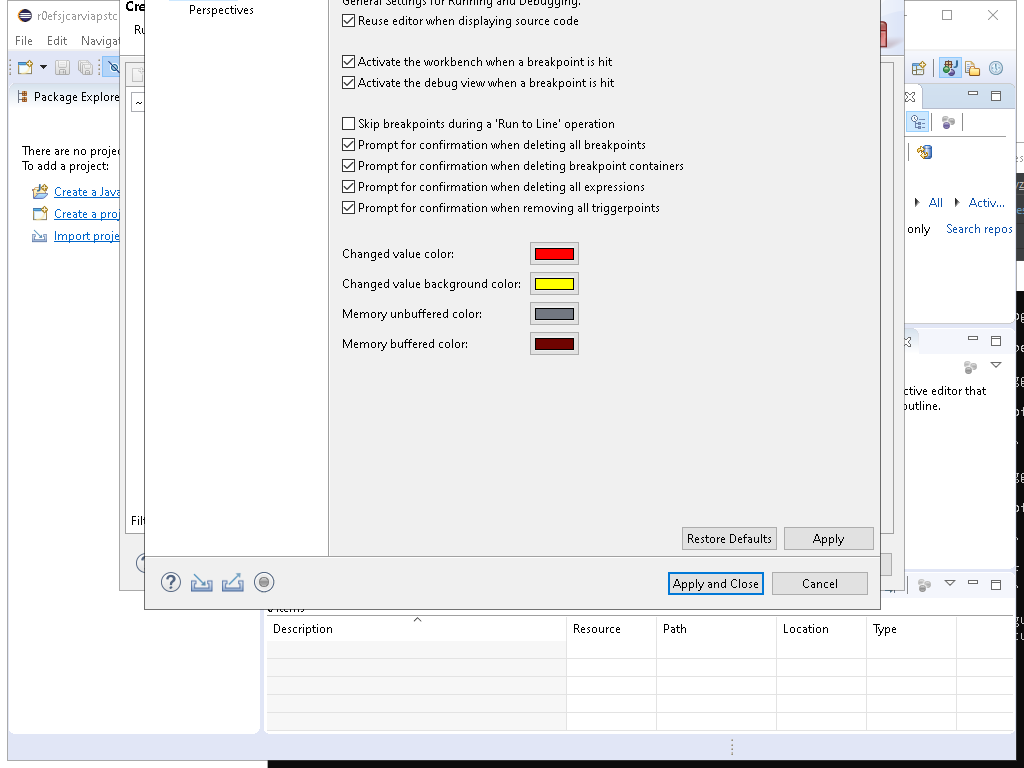 r0efsjcarviapstc
File Edit Navigat
Package Explore
There are no projec
To add a project:
Create a Java
Create a proj
Import proje
Cre
Ru
~
Perspectives
General Settings for Running and Debugging.
Reuse editor when displaying source code
Activate the workbench when a breakpoint is hit
Activate the debug view when a breakpoint is hit
Skip breakpoints during a 'Run to Line' operation
Prompt for confirmation when deleting all breakpoints
Prompt for confirmation when deleting breakpoint containers
Prompt for confirmation when deleting all expressions
Prompt for confirmation when removing all triggerpoints
Changed value color:
Changed value background color:
Memory unbuffered color:
Memory buffered color:
Restore Defaults Apply
Apply and Close Cancel
Filt
All Activ...
only Search repos
ctive editor that
outline.
0 items
Description Resource Path Location Type